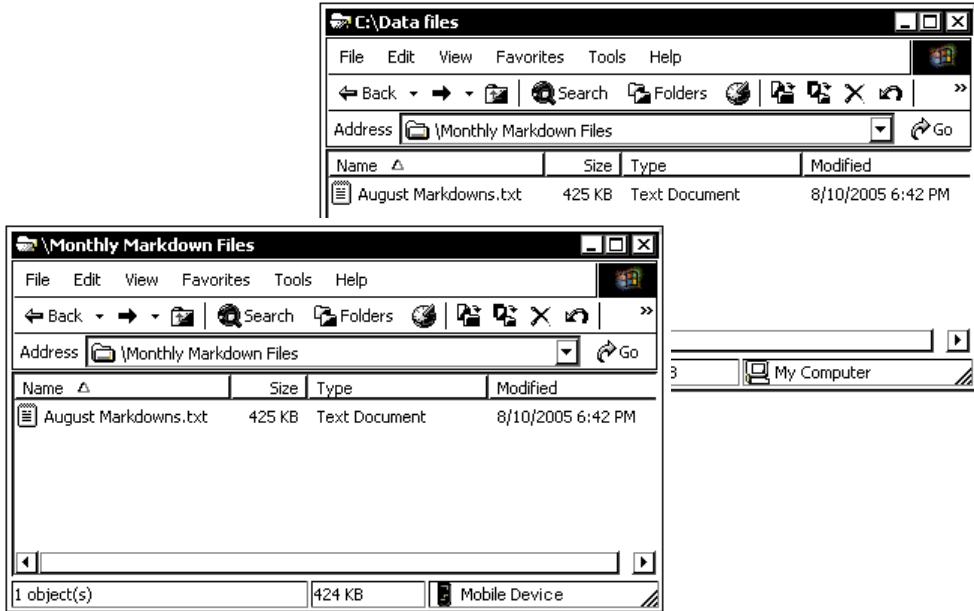 C:\Data files
File Edit View Favorites Tools Help
Back Search Folders »
Address \Monthly Markdown Files Go
Name Size Type Modified
August Markdowns.txt 425 KB Text Document 8/10/2005 6:42 PM
My Computer
\Monthly Markdown Files
File Edit View Favorites Tools Help
Back Search Folders »
Address \Monthly Markdown Files Go
Name Size Type Modified
August Markdowns.txt 425 KB Text Document 8/10/2005 6:42 PM
1 object(s) 424 KB Mobile Device